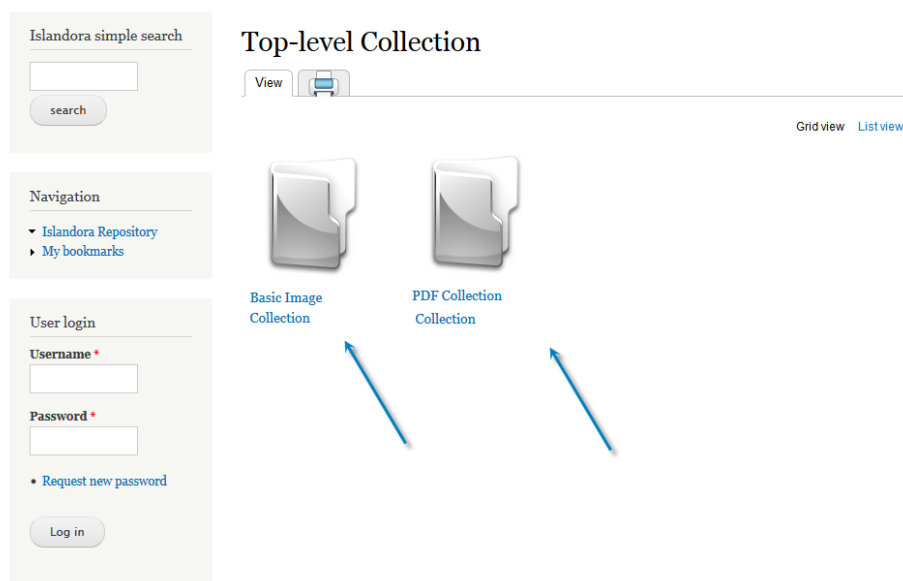 Islandora simple search
search
Navigation
Islandora Repository
My bookmarks
User login
Username *
Password *
Request new password
Log in
Top-level Collection
View
Grid view List view
Basic Image
Collection
PDF Collection
Collection